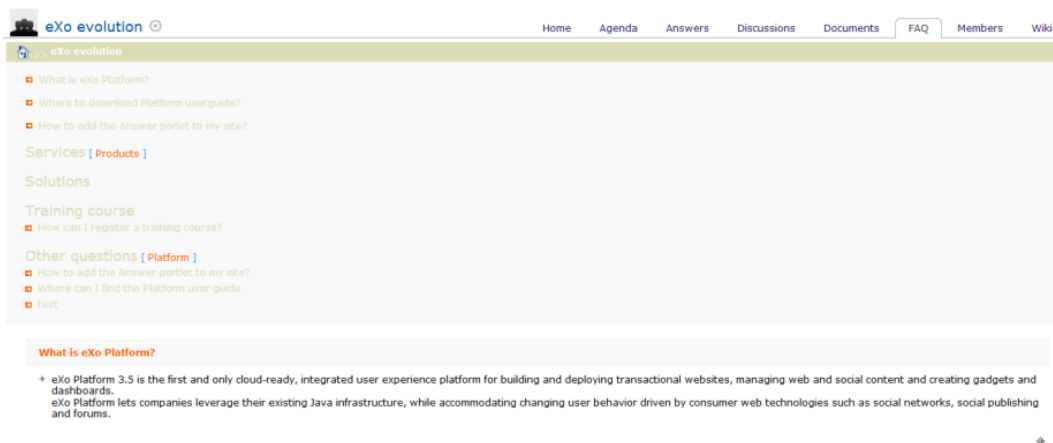 eXo evolution
Home Agenda Answers Discussions Documents FAQ Members Wiki
>> eXo evolution
What is eXo Platform?
Where to download Platform userguide?
How to add the Answer porlet to my site?
Services [ Products ]
Solutions
Training course
How can I register a training course?
Other questions [ Platform ]
How to add the Answer portlet to my site?
Where can I find the Platform user guide
test
What is eXo Platform?
eXo Platform 3.5 is the first and only cloud-ready, integrated user experience platform for building and deploying transactional websites, managing web and social content and creating gadgets and
dashboards.
eXo Platform lets companies leverage their existing Java infrastructure, while accommodating changing user behavior driven by consumer web technologies such as social networks, social publishing
and forums.